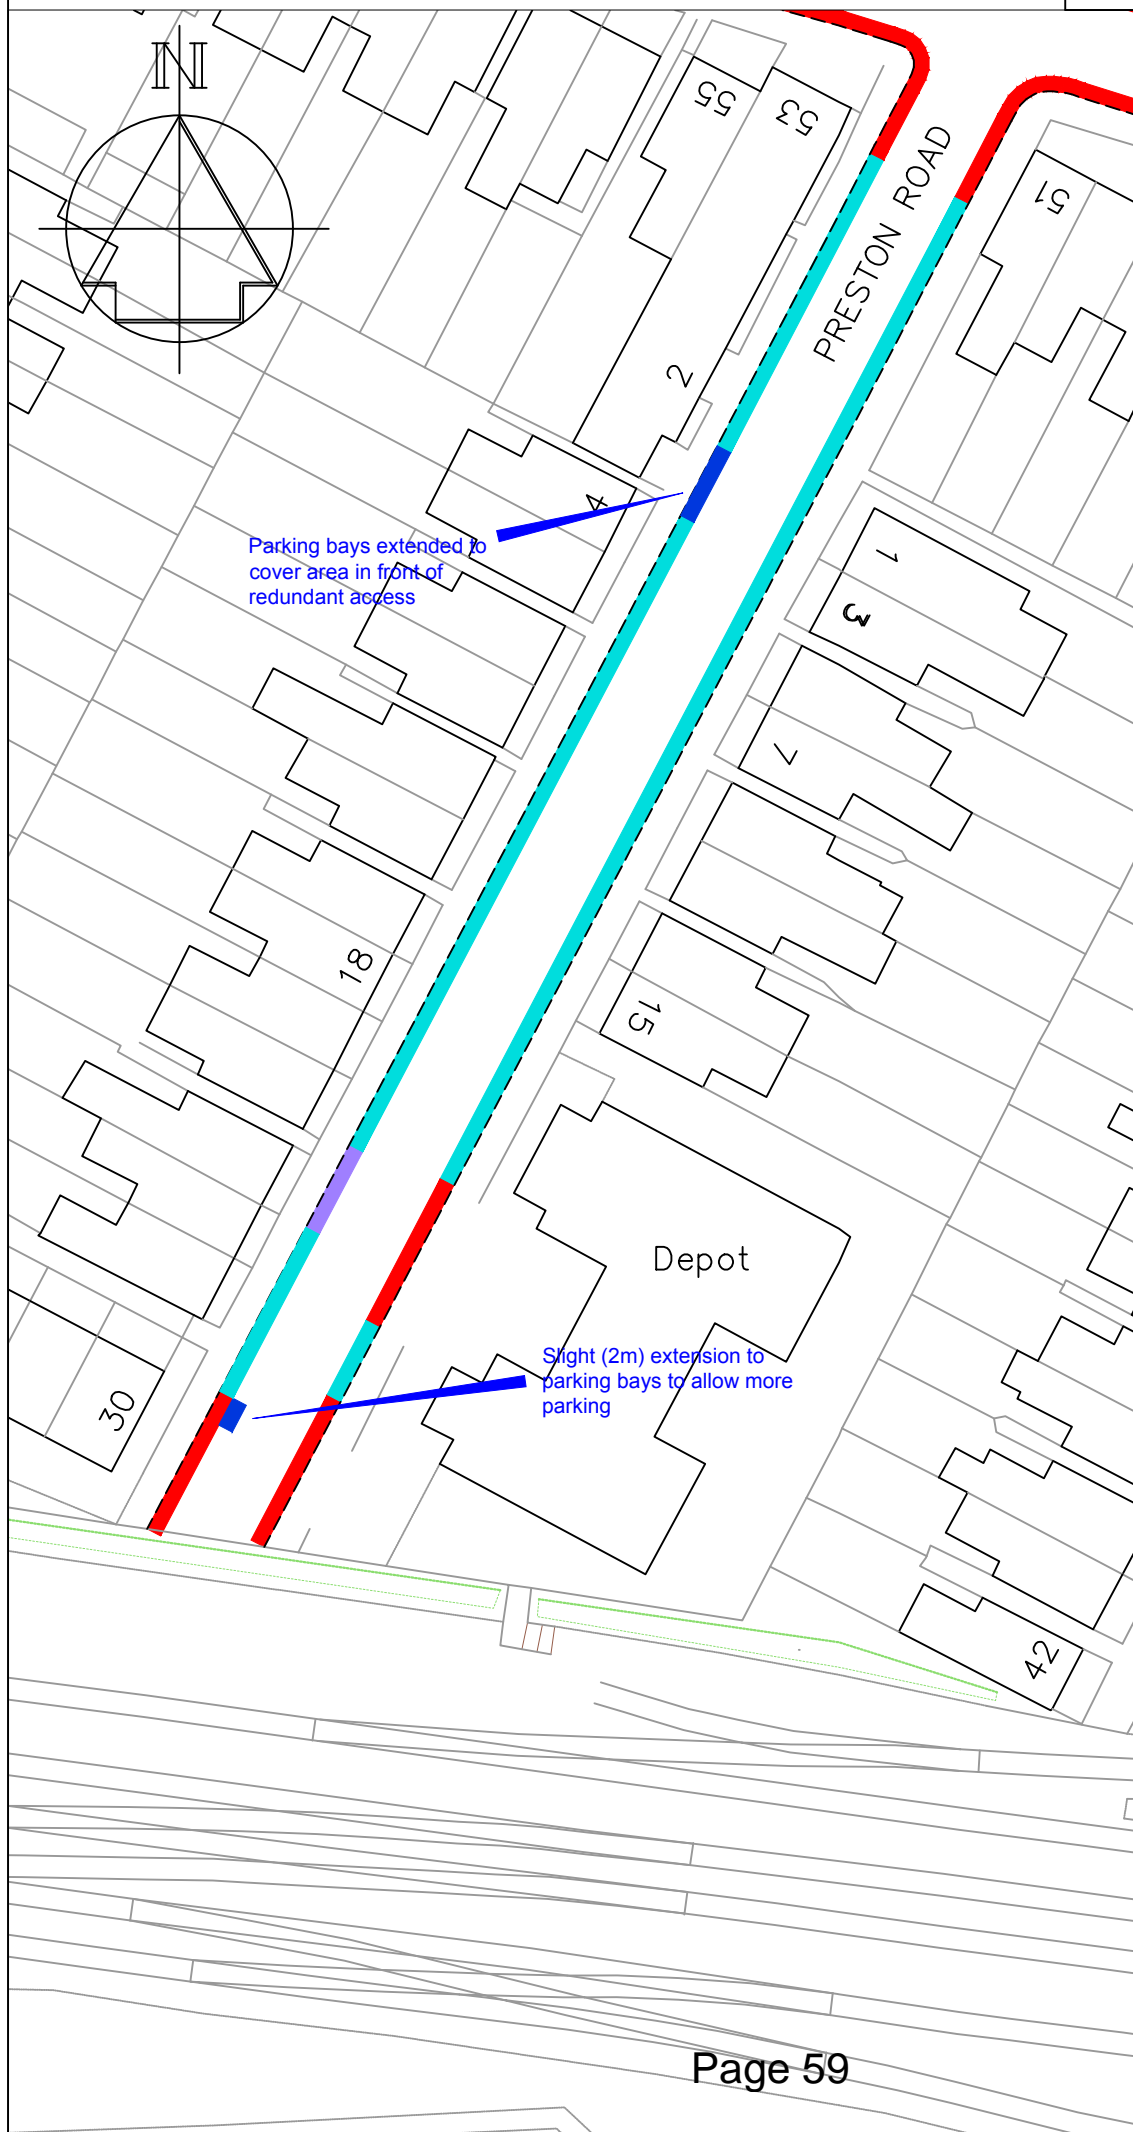 N
55
53
51
PRESTON ROAD
2
4
Parking bays extended to
cover area in front of
redundant access
1
3
7
18
15
Depot
Slight (2m) extension to
parking bays to allow more
parking
30
42
Page 59